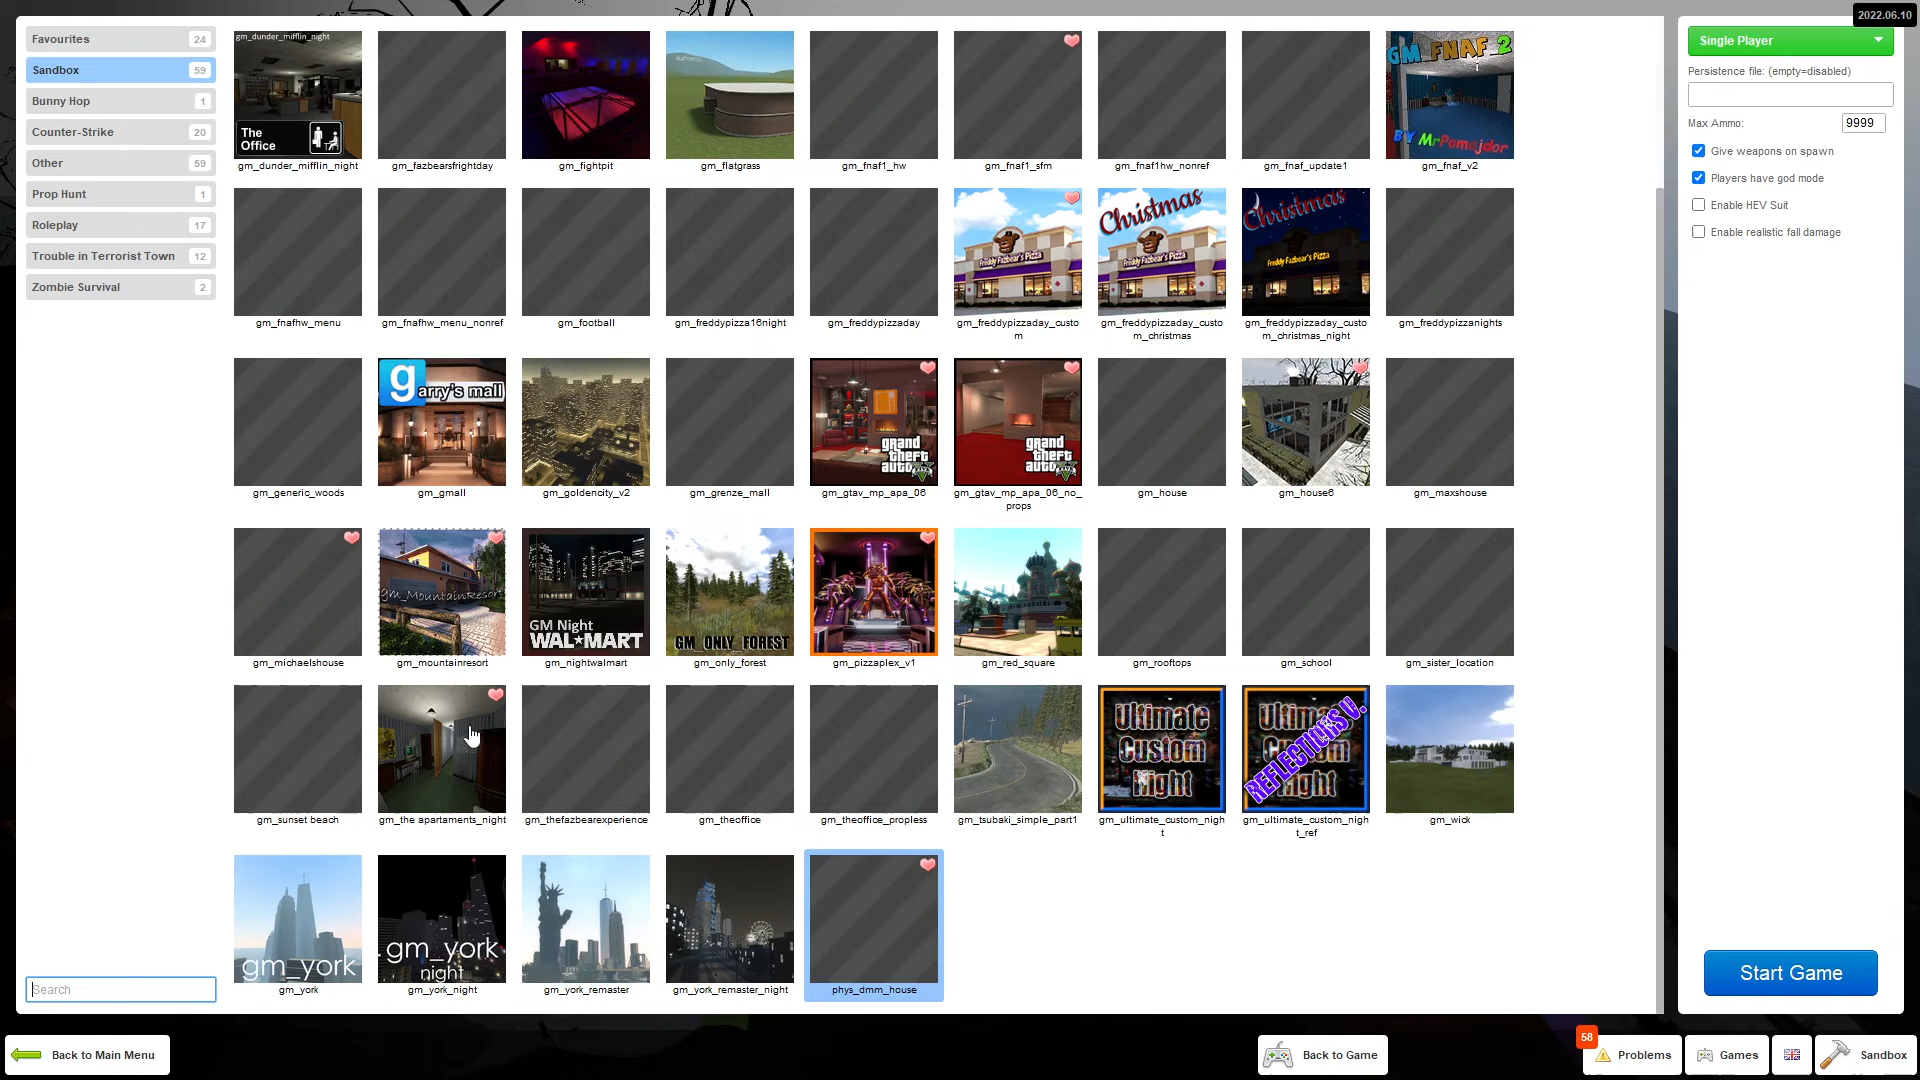 2022.06.10
Favourites 24
Sandbox 59
Bunny Hop 1
Counter-Strike 20
Other 59
Prop Hunt 1
Roleplay 17
Trouble in Terrorist Town 12
Zombie Survival 2
Search
gm_dunder_mifflin_night
The
Office
GM_FNAF 2
BY MrPomojdor
gm_dunder_mifflin_night
gm_fazbearsfrightday
gm_fightpit
gm_flatgrass
gm_fnaf1_hw
gm_fnaf1_sfm
gm_fnaf1hw_nonref
gm_fnaf_update1
gm_fnaf_v2
Freddy Fazbear's Pizza
Christmas
Freddy Fazbear's Pizza
Christmas
Freddy Fazbear's Pizza
gm_fnafhw_menu
gm_fnafhw_menu_nonref
gm_football
gm_freddypizza16night
gm_freddypizzaday
gm_freddypizzaday_custo
m
gm_freddypizzaday_custo
m_christmas
gm_freddypizzaday_custo
m_christmas_night
gm_freddypizzanights
garry's mall
grand
theft
auto V
grand
theft
auto V
gm_generic_woods
gm_gmall
gm_goldencity_v2
gm_grenze_mall
gm_gtav_mp_apa_06
gm_gtav_mp_apa_06_no_
props
gm_house
gm_house6
gm_maxshouse
gm_MountainResort
GM Night
WAL★MART
GM_ONLY_FOREST
gm_michaelshouse
gm_mountainresort
gm_nightwalmart
gm_only_forest
gm_pizzaplex_v1
gm_red_square
gm_rooftops
gm_school
gm_sister_location
Ultimate
Custom
Night
Ultimate
Custom
Night
REFLECTIONS V.
gm_sunset beach
gm_the apartaments_night
gm_thefazbearexperience
gm_theoffice
gm_theoffice_propless
gm_tsubaki_simple_part1
gm_ultimate_custom_nigh
t
gm_ultimate_custom_nigh
t_ref
gm_wick
gm_york
gm_york
night
gm_york
gm_york_night
gm_york_remaster
gm_york_remaster_night
phys_dmm_house
Single Player
Persistence file: (empty=disabled)
Max Ammo: 9999
Give weapons on spawn
Players have god mode
Enable HEV Suit
Enable realistic fall damage
Start Game
Back to Main Menu
Back to Game
58
Problems
Games
Sandbox